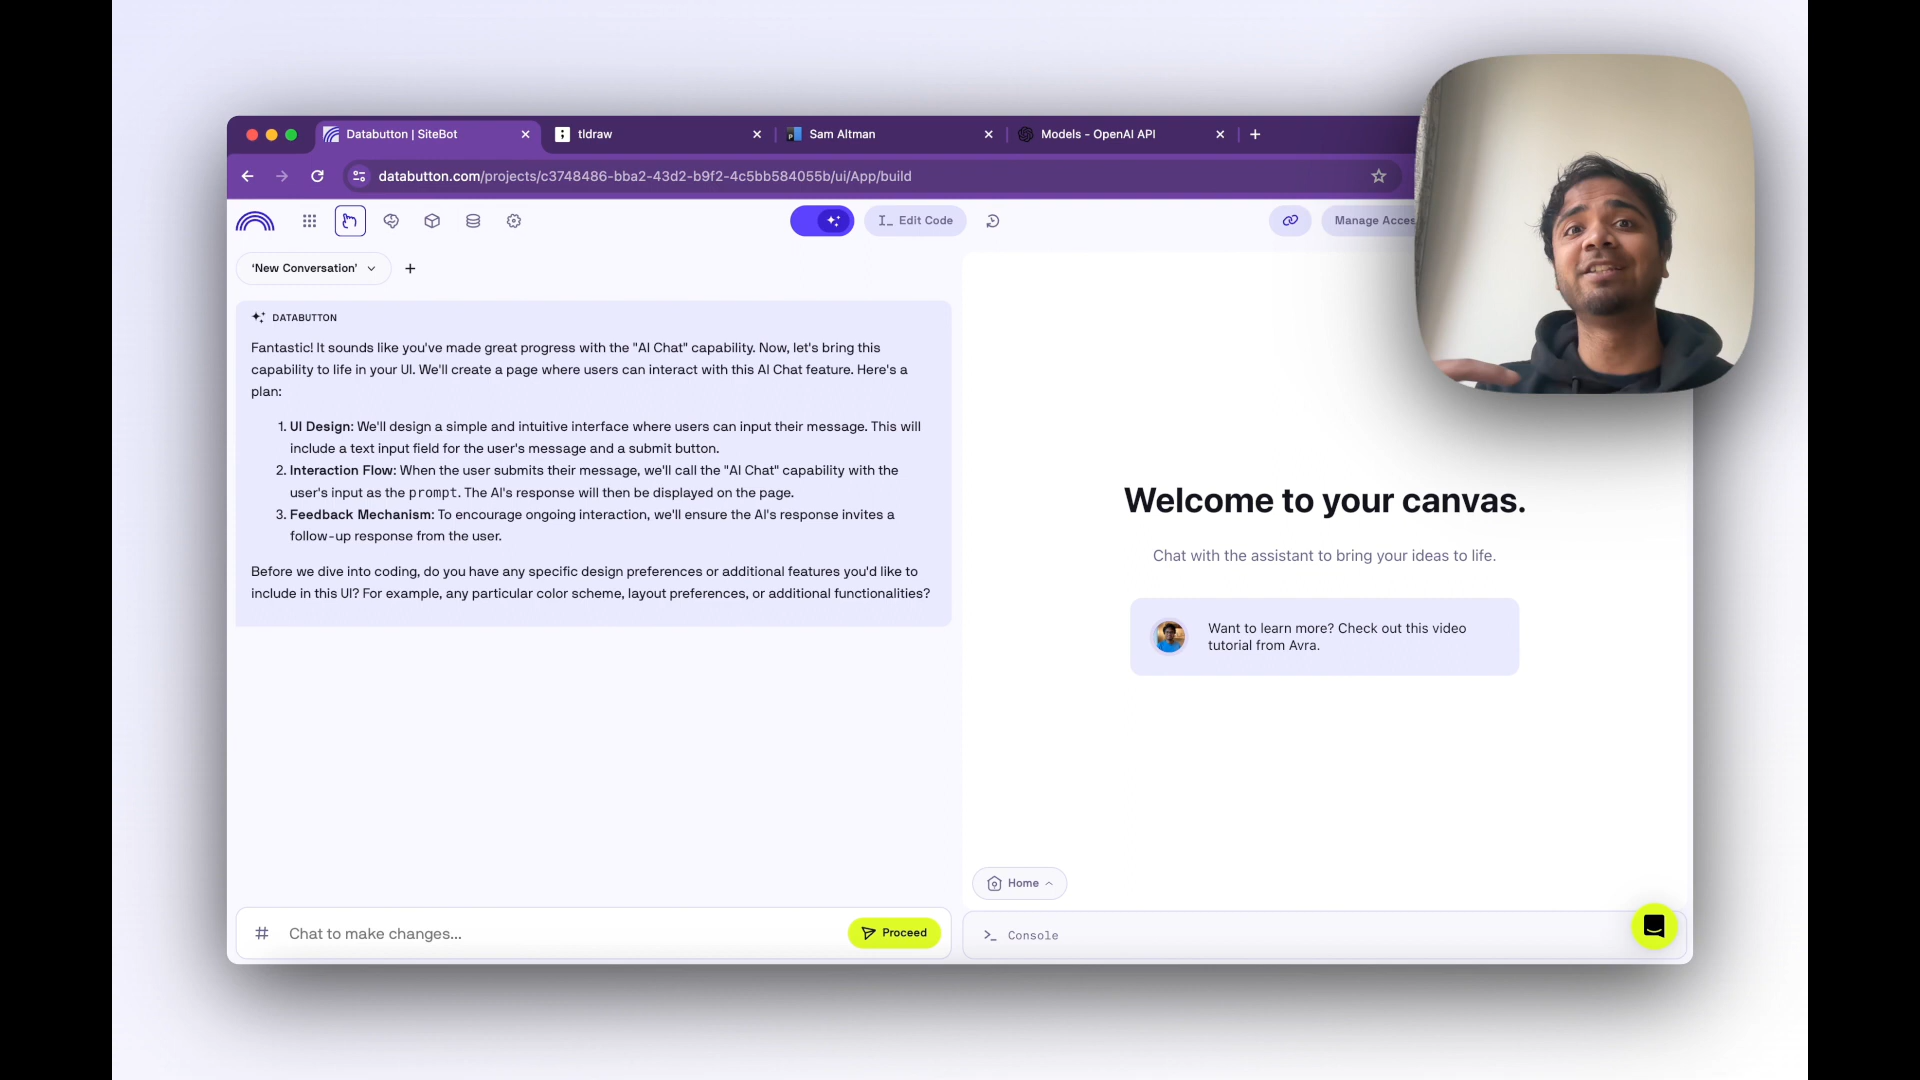 Databutton | SiteBot
tldraw
Sam Altman
Models - OpenAI API
databutton.com/projects/c3748486-bba2-43d2-b9f2-4c5bb584055b/ui/App/build
Edit Code
Manage Acces
'New Conversation'
DATABUTTON
Fantastic! It sounds like you've made great progress with the "AI Chat" capability. Now, let's bring this
capability to life in your UI. We'll create a page where users can interact with this AI Chat feature. Here's a
plan:
1. UI Design: We'll design a simple and intuitive interface where users can input their message. This will
include a text input field for the user's message and a submit button.
2. Interaction Flow: When the user submits their message, we'll call the "AI Chat" capability with the
user's input as the prompt. The AI's response will then be displayed on the page.
3. Feedback Mechanism: To encourage ongoing interaction, we'll ensure the AI's response invites a
follow-up response from the user.
Before we dive into coding, do you have any specific design preferences or additional features you'd like to
include in this UI? For example, any particular color scheme, layout preferences, or additional functionalities?
Chat to make changes...
Proceed
Welcome to your canvas.
Chat with the assistant to bring your ideas to life.
Want to learn more? Check out this video
tutorial from Avra.
Home
Console